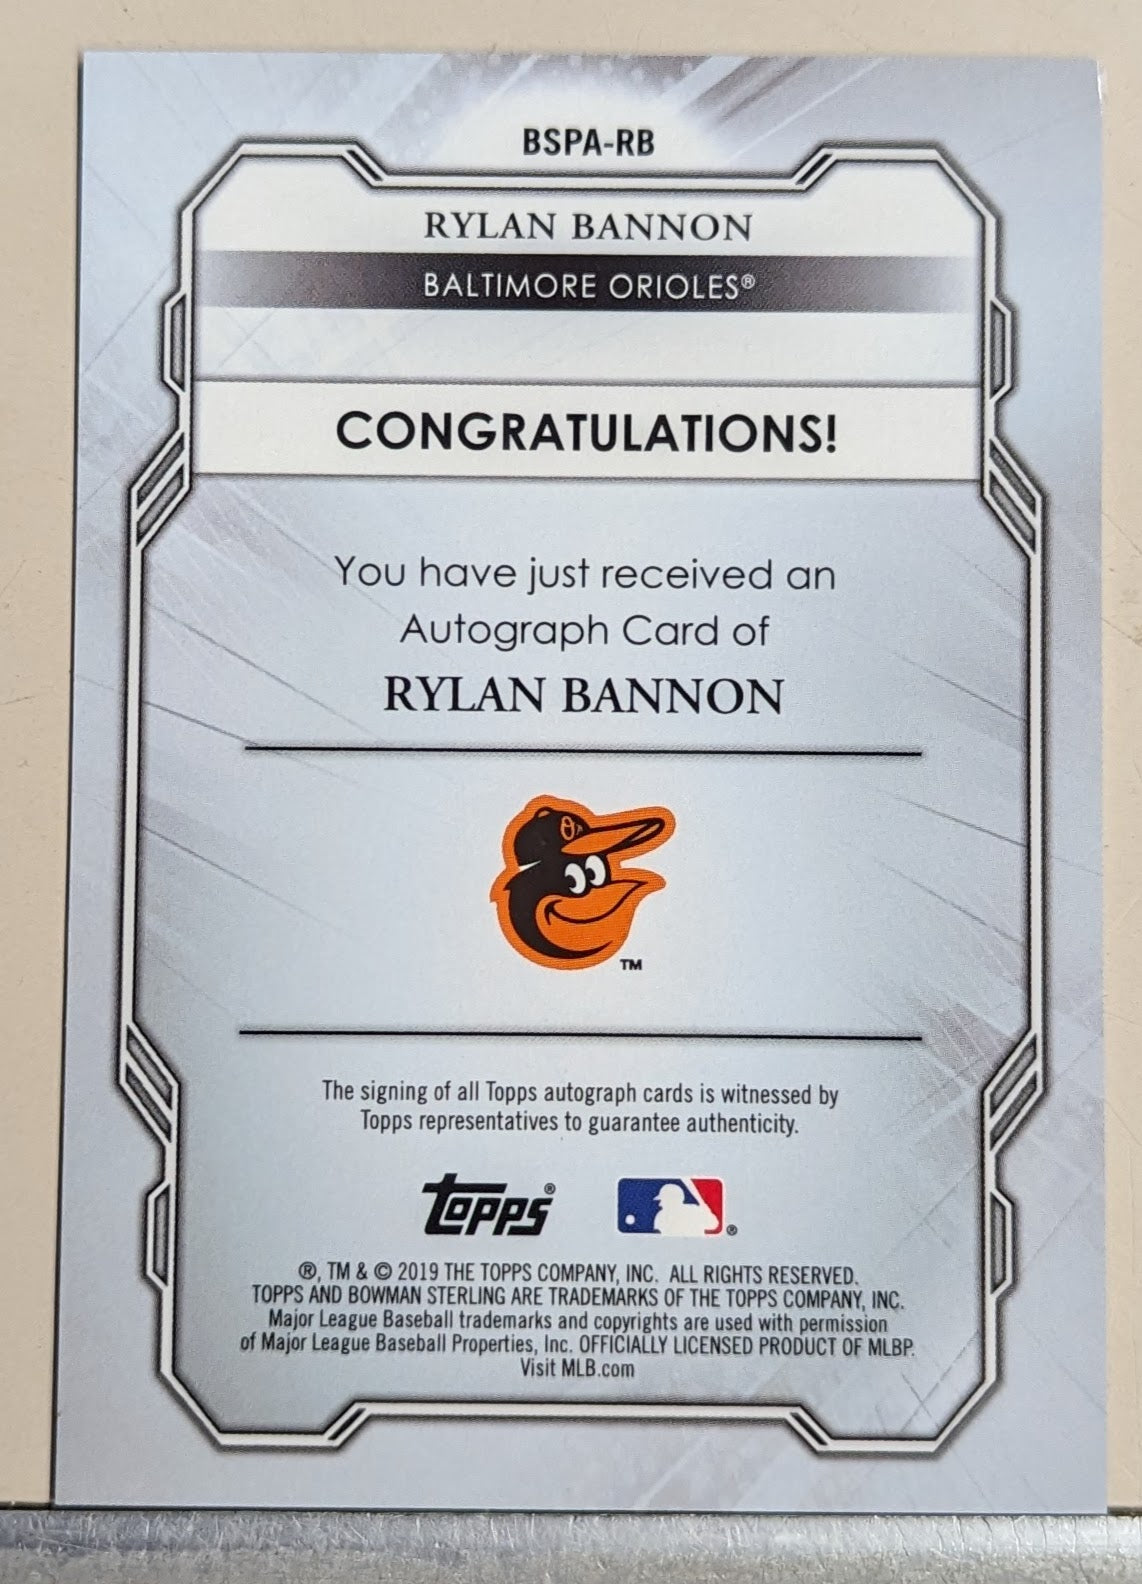 BSPA-RB
RYLAN BANNON
BALTIMORE ORIOLES®
CONGRATULATIONS!
You have just received an
Autograph Card of
RYLAN BANNON
TM
The signing of all Topps autograph cards is witnessed by
Topps representatives to guarantee authenticity.
TOPPS®
®
®, TM & © 2019 THE TOPPS COMPANY, INC. ALL RIGHTS RESERVED.
TOPPS AND BOWMAN STERLING ARE TRADEMARKS OF THE TOPPS COMPANY, INC.
Major League Baseball trademarks and copyrights are used with permission
of Major League Baseball Properties, Inc. OFFICIALLY LICENSED PRODUCT OF MLBP.
Visit MLB.com